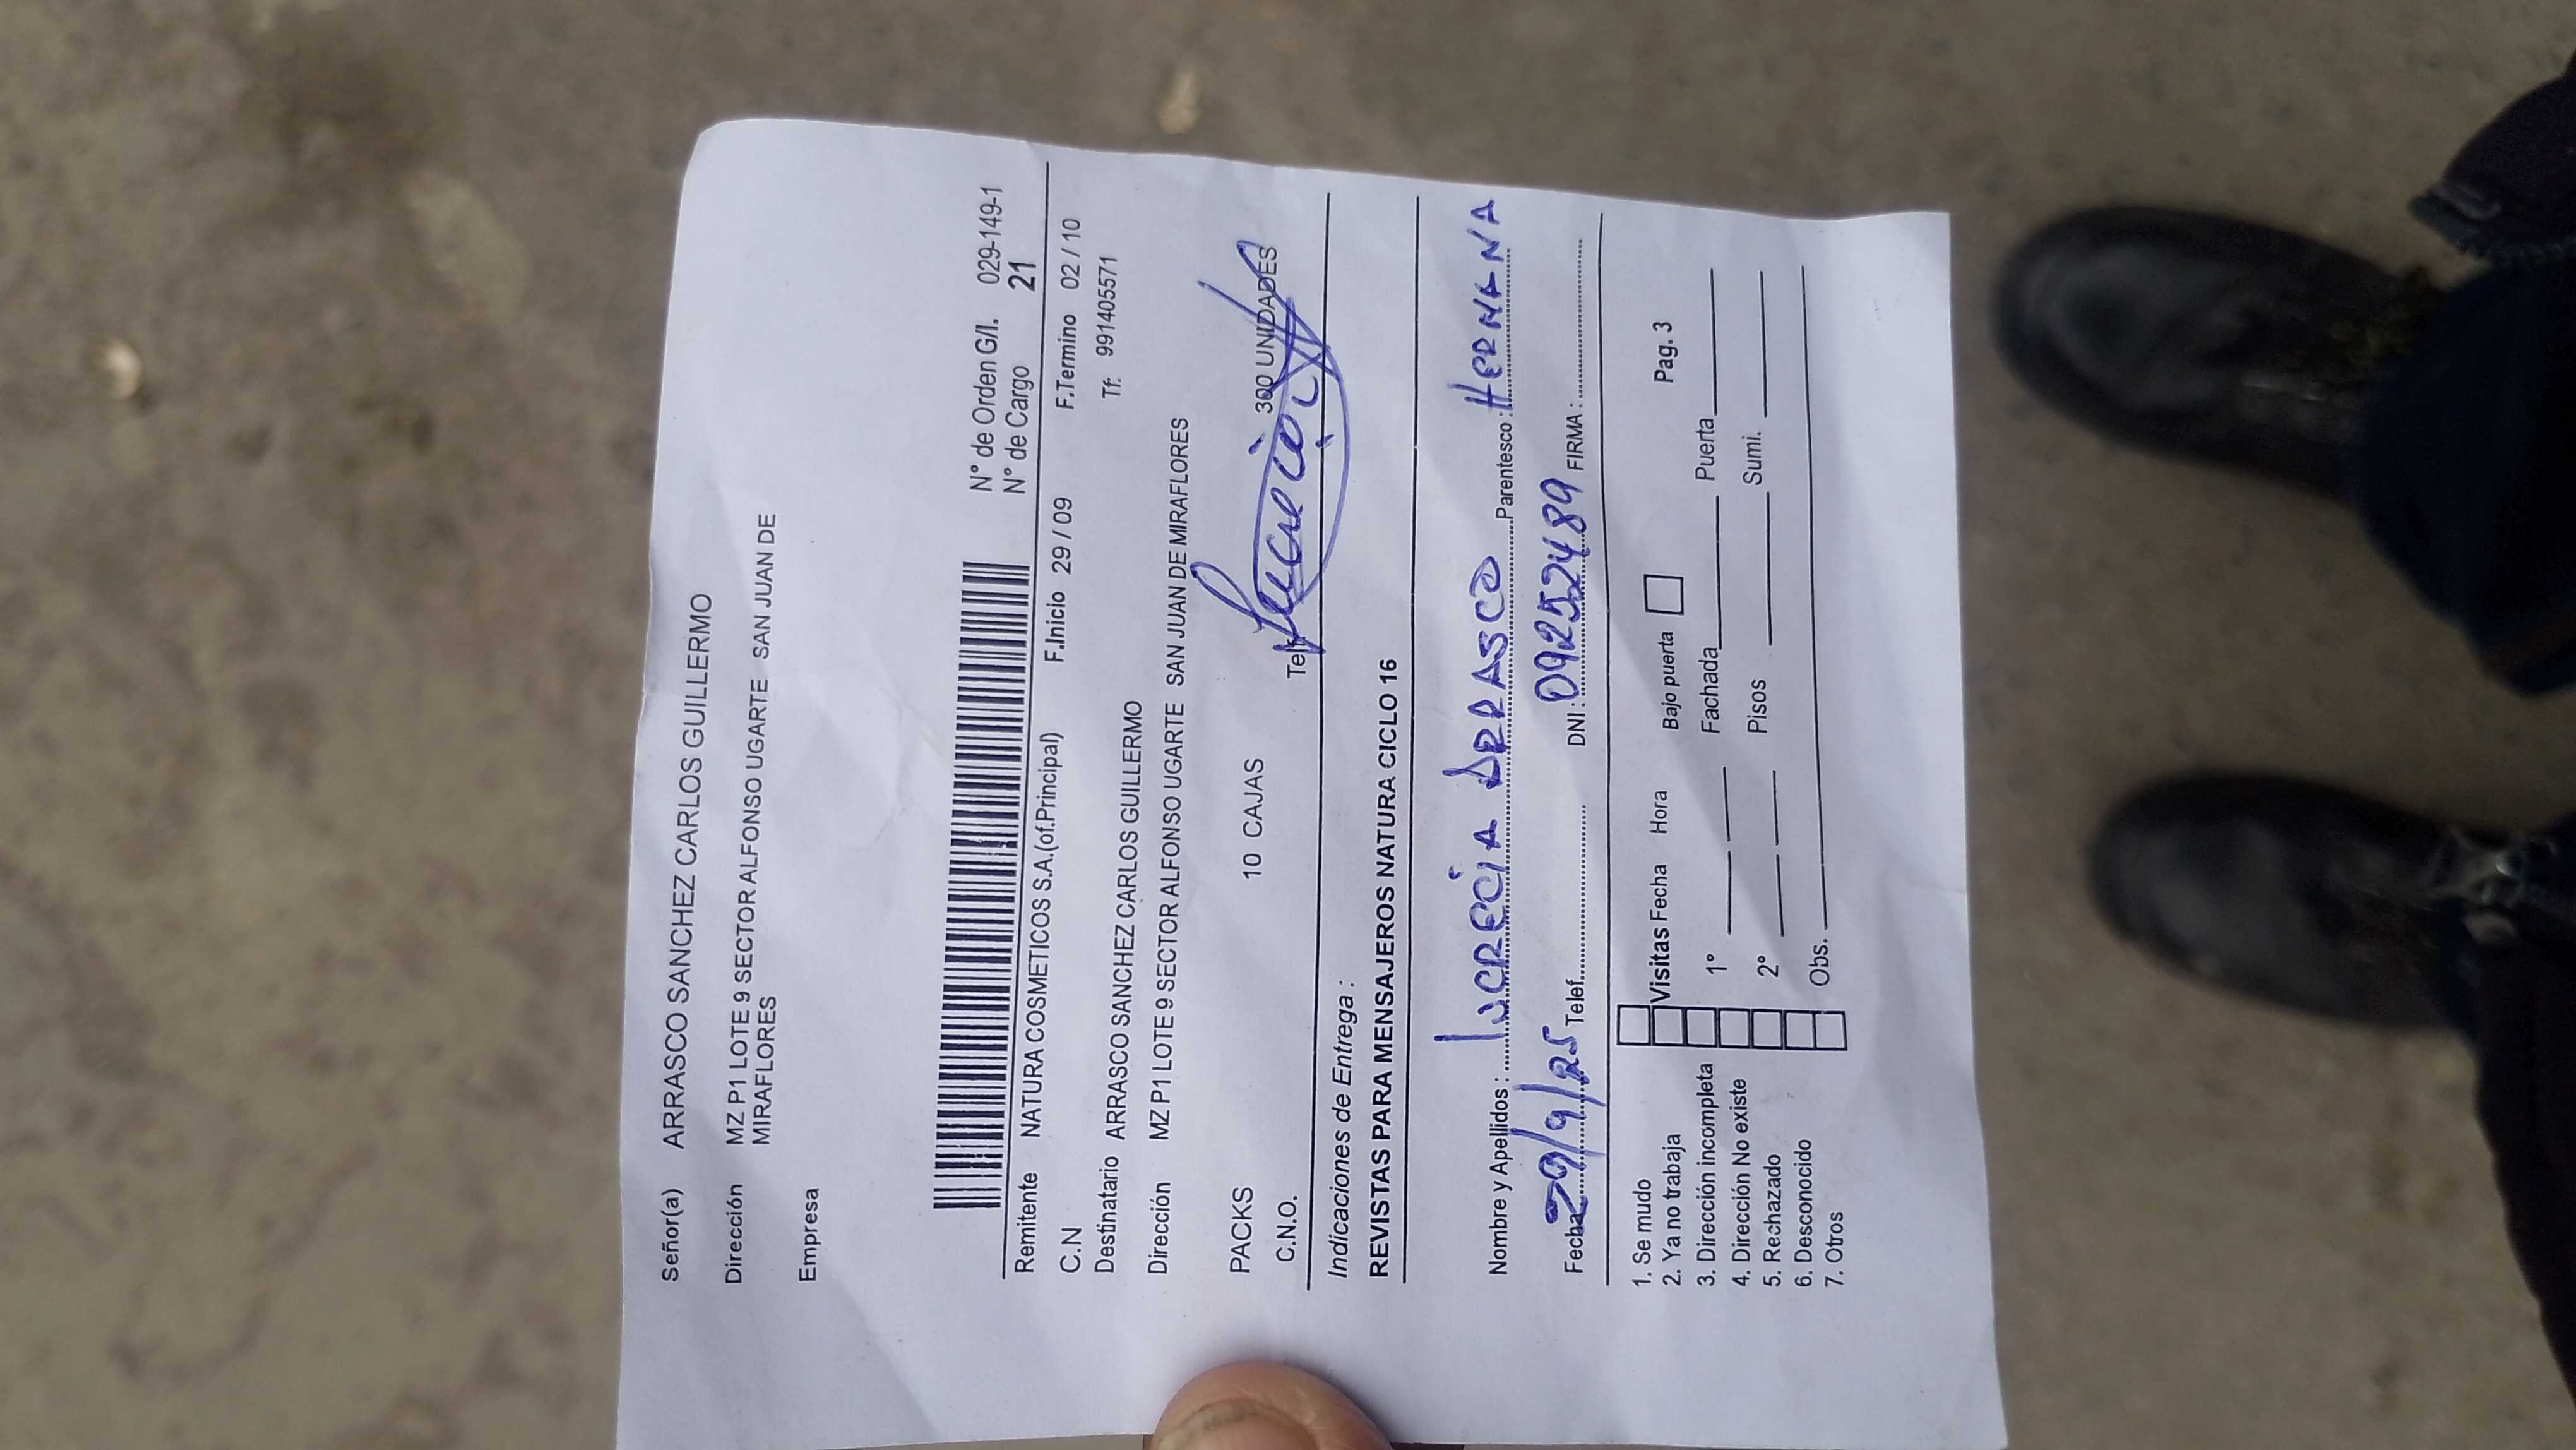 Señor(a) ARRASCO SANCHEZ CARLOS GUILLERMO
Dirección MZ P1 LOTE 9 SECTOR ALFONSO UGARTE SAN JUAN DE
MIRAFLORES
Empresa
N° de Orden G/I. 029-149-1
N° de Cargo 21
Remitente NATURA COSMETICOS S.A.(of.Principal) F.Inicio 29 / 09 F.Termino 02 / 10
C.N Tf: 991405571
Destinatario ARRASCO SANCHEZ CARLOS GUILLERMO
Dirección MZ P1 LOTE 9 SECTOR ALFONSO UGARTE SAN JUAN DE MIRAFLORES
PACKS 10 CAJAS 300 UNIDADES
C.N.O.
Indicaciones de Entrega :
REVISTAS PARA MENSAJEROS NATURA CICLO 16
Nombre y Apellidos : LUCRECIA ARRASCO Parentesco : HERMANA
Fecha 29/9/25 Telef. DNI : 09252489 FIRMA :
1. Se mudo
2. Ya no trabaja Visitas Fecha Hora Bajo puerta Pag. 3
3. Dirección incompleta 1° Fachada Puerta
4. Dirección No existe
5. Rechazado 2° Pisos Sumi.
6. Desconocido
7. Otros Obs.